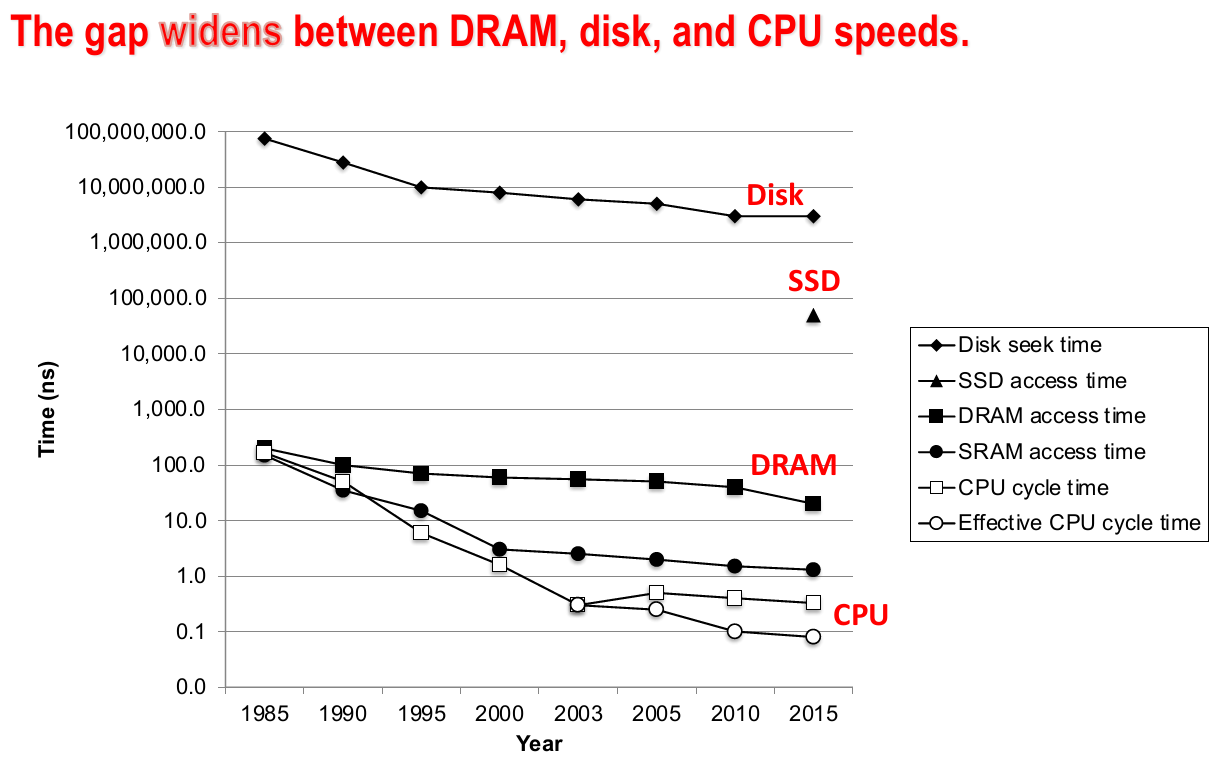 The gap widens between DRAM, disk, and CPU speeds.
100,000,000.0
10,000,000.0
1,000,000.0
100,000.0
10,000.0
1,000.0
100.0
10.0
1.0
0.1
0.0
Time (ns)
1985 1990 1995 2000 2003 2005 2010 2015
Year
Disk
SSD
DRAM
CPU
Disk seek time
SSD access time
DRAM access time
SRAM access time
CPU cycle time
Effective CPU cycle time